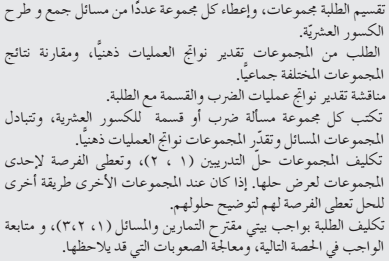 تقسيم الطلبة مجموعات، وإعطاء كل مجموعة عددًا من مسائل جمع و طرح
الكسور العشريّة.
الطلب من المجموعات تقدير نواتج العمليات ذهنيًّا، ومقارنة نتائج
المجموعات المختلفة جماعيًّا.
مناقشة تقدير نواتج عمليات الضرب والقسمة مع الطلبة.
تكتب كل مجموعة مسألة ضرب أو قسمة للكسور العشرية، وتتبادل
المجموعات المسائل وتقدّر المجموعات نواتج العمليات ذهنيًّا.
تكليف المجموعات حلّ التدريبين (١ ، ٢)، وتعطى الفرصة لإحدى
المجموعات لعرض حلها. إذا كان عند المجموعات الأخرى طريقة أخرى
للحل تعطى الفرصة لهم لتوضيح حلولهم.
تكليف الطلبة بواجب بيتي مقترح التمارين والمسائل (١، ٣،٢)، و متابعة
الواجب في الحصة التالية، ومعالجة الصعوبات التي قد يلاحظها.